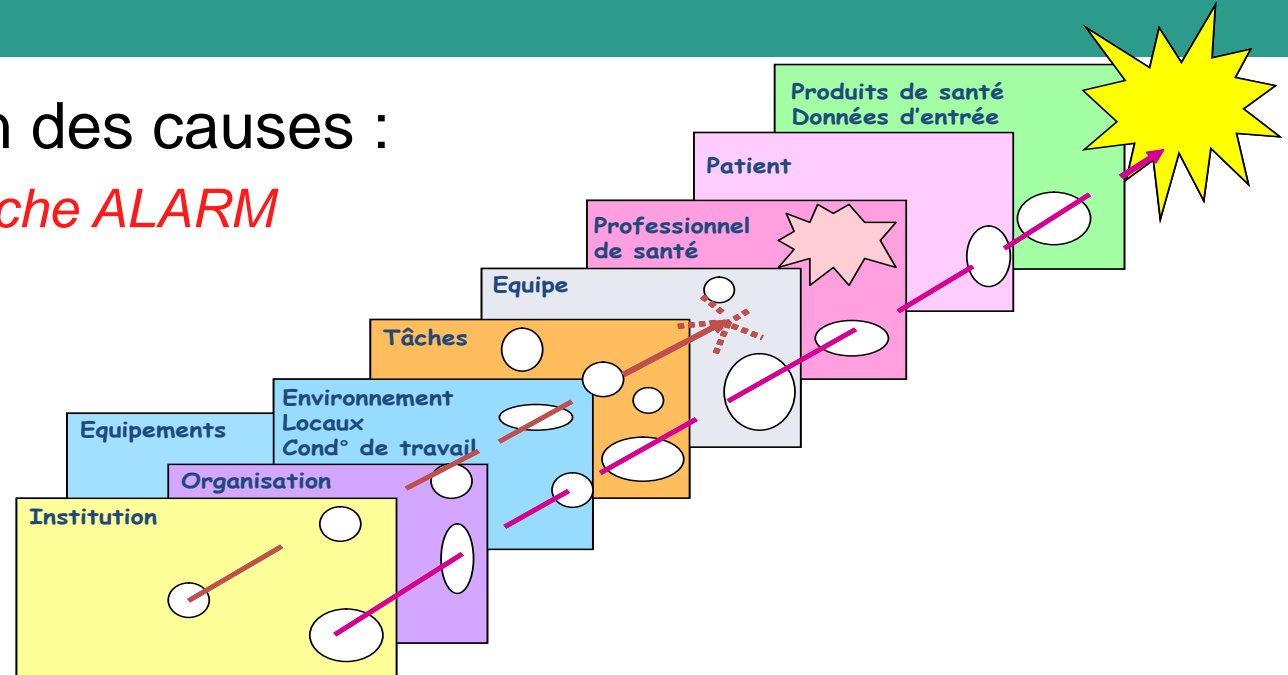 n des causes :
che ALARM
Produits de santé
Données d'entrée
Patient
Professionnel
de santé
Equipe
Tâches
Environnement
Locaux
Cond° de travail
Equipements
Organisation
Institution